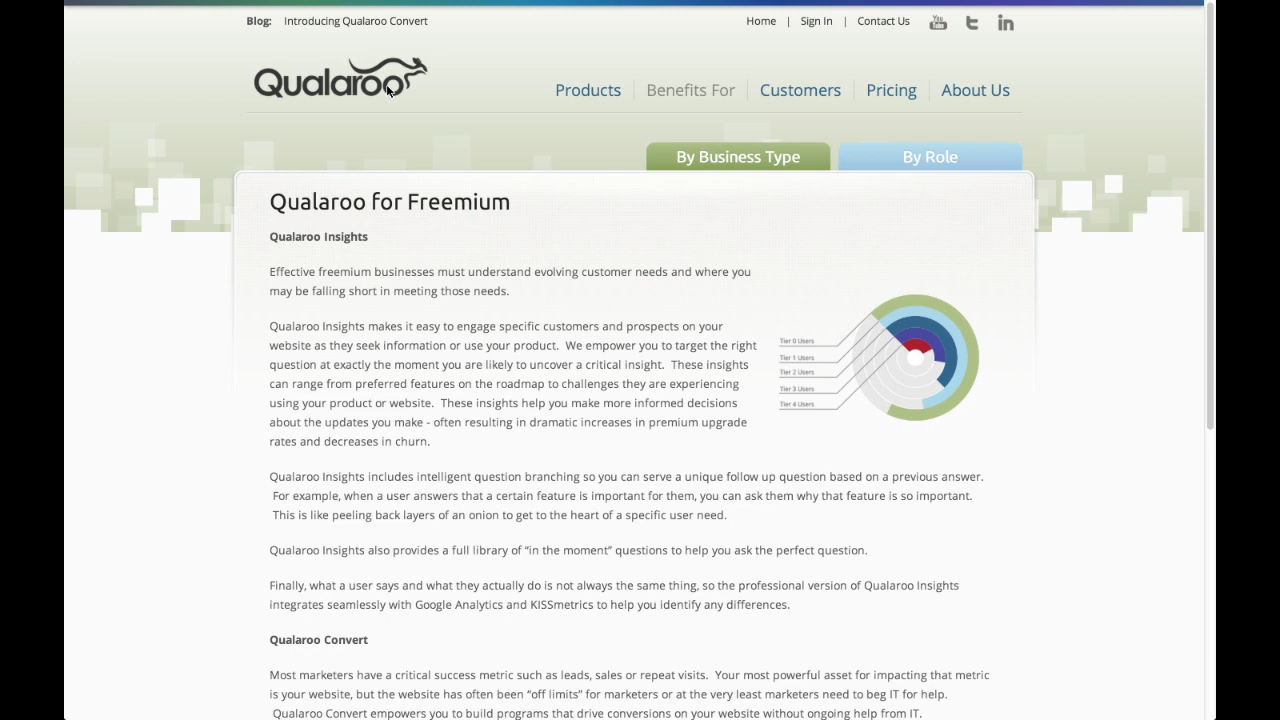 Blog: Introducing Qualaroo Convert
Home | Sign In | Contact Us You Tube t in
Qualaroo
Products Benefits For Customers Pricing About Us
By Business Type By Role
Qualaroo for Freemium
Qualaroo Insights
Effective freemium businesses must understand evolving customer needs and where you
may be falling short in meeting those needs.
Qualaroo Insights makes it easy to engage specific customers and prospects on your
website as they seek information or use your product.  We empower you to target the right
question at exactly the moment you are likely to uncover a critical insight.  These insights
can range from preferred features on the roadmap to challenges they are experiencing
using your product or website.  These insights help you make more informed decisions
about the updates you make - often resulting in dramatic increases in premium upgrade
rates and decreases in churn.
Tier 0 Users
Tier 1 Users
Tier 2 Users
Tier 3 Users
Tier 4 Users
Qualaroo Insights includes intelligent question branching so you can serve a unique follow up question based on a previous answer.
For example, when a user answers that a certain feature is important for them, you can ask them why that feature is so important.
This is like peeling back layers of an onion to get to the heart of a specific user need.
Qualaroo Insights also provides a full library of “in the moment” questions to help you ask the perfect question.
Finally, what a user says and what they actually do is not always the same thing, so the professional version of Qualaroo Insights
integrates seamlessly with Google Analytics and KISSmetrics to help you identify any differences.
Qualaroo Convert
Most marketers have a critical success metric such as leads, sales or repeat visits.  Your most powerful asset for impacting that metric
is your website, but the website has often been “off limits” for marketers or at the very least marketers need to beg IT for help.
Qualaroo Convert empowers you to build programs that drive conversions on your website without ongoing help from IT.